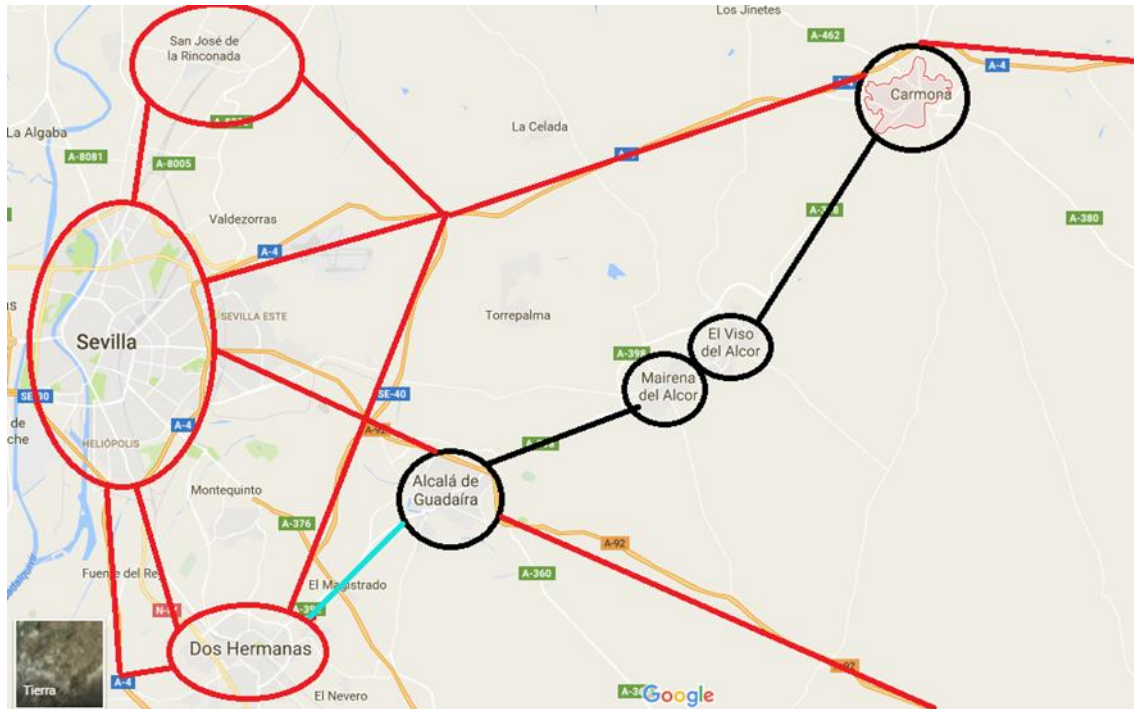 Los Jinetes
San José de
la Rinconada
A-462
A-4
Carmona
La Algaba
La Celada
A-8081
A-8005
A-380
Valdezorras
A-4
SEVILLA ESTE
Torrepalma
Sevilla
El Viso
del Alcor
A-398
Mairena
del Alcor
SE-30
SE-40
A-4
de
che
HELIÓPOLIS
A-92
Alcalá de
Guadaíra
Montequinto
A-376
A-92
A-360
Fuente del Rey
El Magistrado
Dos Hermanas
Tierra
A-4
El Nevero
A-92
Google